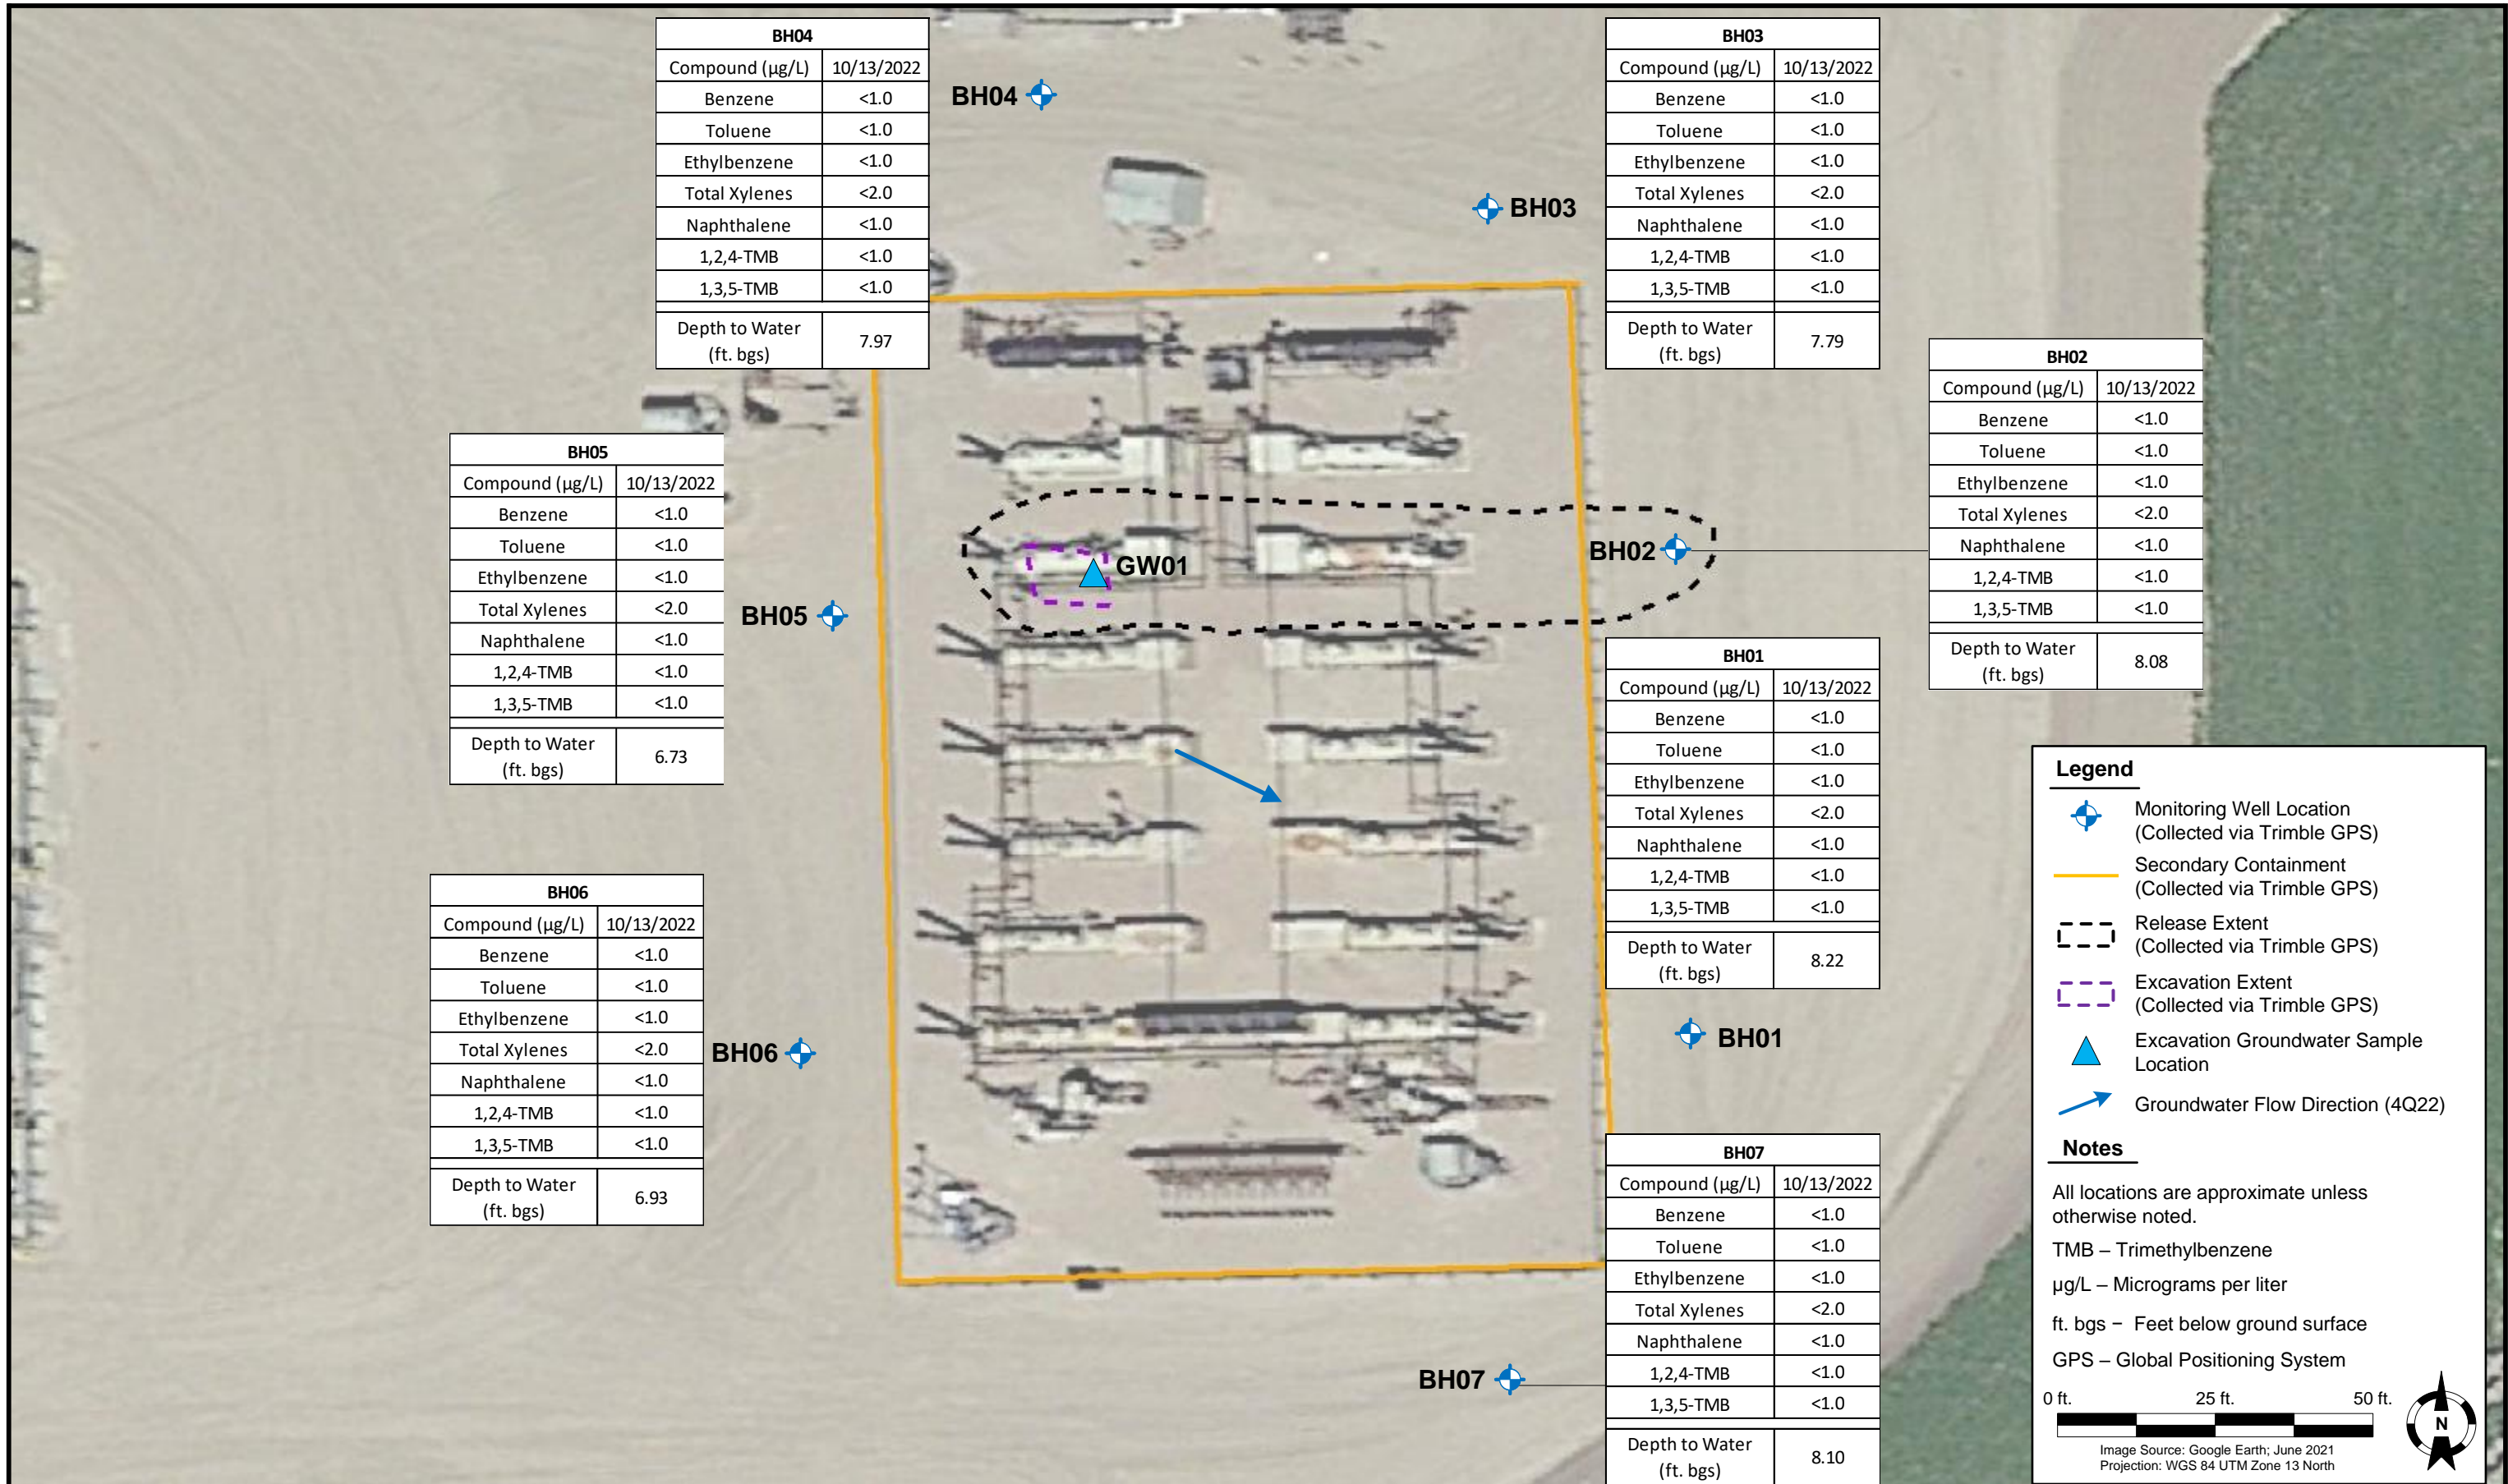 BH04
Compound (µg/L) 10/13/2022
Benzene <1.0
Toluene <1.0
Ethylbenzene <1.0
Total Xylenes <2.0
Naphthalene <1.0
1,2,4-TMB <1.0
1,3,5-TMB <1.0
Depth to Water
(ft. bgs) 7.97
BH04
BH03
Compound (µg/L) 10/13/2022
Benzene <1.0
Toluene <1.0
Ethylbenzene <1.0
Total Xylenes <2.0
Naphthalene <1.0
1,2,4-TMB <1.0
1,3,5-TMB <1.0
Depth to Water
(ft. bgs) 7.79
BH03
BH02
Compound (µg/L) 10/13/2022
Benzene <1.0
Toluene <1.0
Ethylbenzene <1.0
Total Xylenes <2.0
Naphthalene <1.0
1,2,4-TMB <1.0
1,3,5-TMB <1.0
Depth to Water
(ft. bgs) 8.08
BH02
GW01
BH05
Compound (µg/L) 10/13/2022
Benzene <1.0
Toluene <1.0
Ethylbenzene <1.0
Total Xylenes <2.0
Naphthalene <1.0
1,2,4-TMB <1.0
1,3,5-TMB <1.0
Depth to Water
(ft. bgs) 6.73
BH05
BH01
Compound (µg/L) 10/13/2022
Benzene <1.0
Toluene <1.0
Ethylbenzene <1.0
Total Xylenes <2.0
Naphthalene <1.0
1,2,4-TMB <1.0
1,3,5-TMB <1.0
Depth to Water
(ft. bgs) 8.22
BH01
BH06
Compound (µg/L) 10/13/2022
Benzene <1.0
Toluene <1.0
Ethylbenzene <1.0
Total Xylenes <2.0
Naphthalene <1.0
1,2,4-TMB <1.0
1,3,5-TMB <1.0
Depth to Water
(ft. bgs) 6.93
BH06
BH07
Compound (µg/L) 10/13/2022
Benzene <1.0
Toluene <1.0
Ethylbenzene <1.0
Total Xylenes <2.0
Naphthalene <1.0
1,2,4-TMB <1.0
1,3,5-TMB <1.0
Depth to Water
(ft. bgs) 8.10
BH07
Legend
Monitoring Well Location
(Collected via Trimble GPS)
Secondary Containment
(Collected via Trimble GPS)
Release Extent
(Collected via Trimble GPS)
Excavation Extent
(Collected via Trimble GPS)
Excavation Groundwater Sample
Location
Groundwater Flow Direction (4Q22)
Notes
All locations are approximate unless
otherwise noted.
TMB – Trimethylbenzene
µg/L – Micrograms per liter
ft. bgs – Feet below ground surface
GPS – Global Positioning System
0 ft. 25 ft. 50 ft.
N
Image Source: Google Earth; June 2021
Projection: WGS 84 UTM Zone 13 North